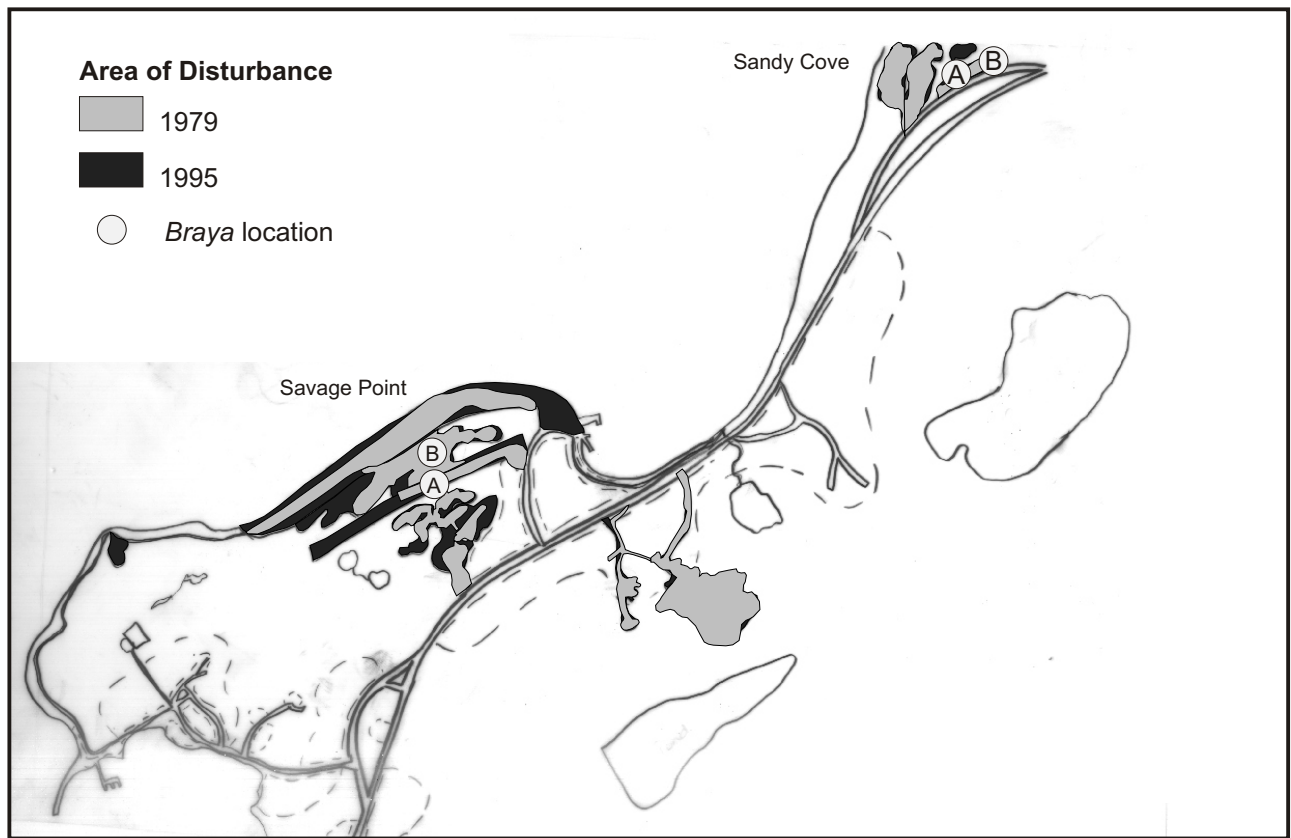 Area of Disturbance
1979
1995
Braya location
Sandy Cove
A
B
Savage Point
B
A